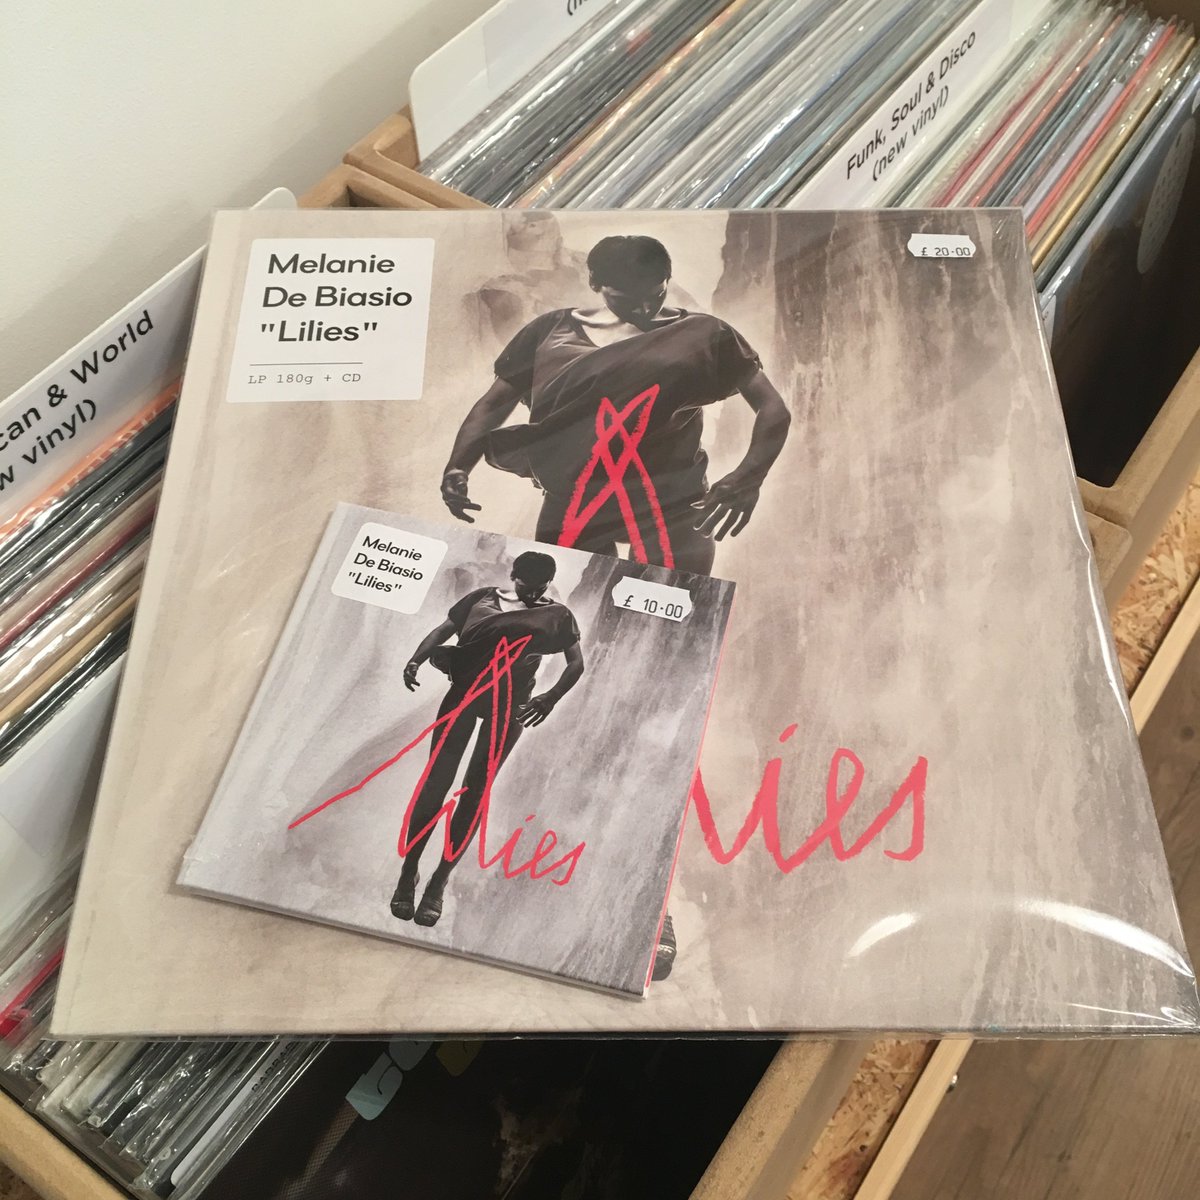 Funk, Soul & Disco
(new vinyl)
can & World
w vinyl)
Melanie
De Biasio
"Lilies"
LP 180g + CD
£ 20.00
Melanie
De Biasio
"Lilies"
£ 10.00
lies
Lilies